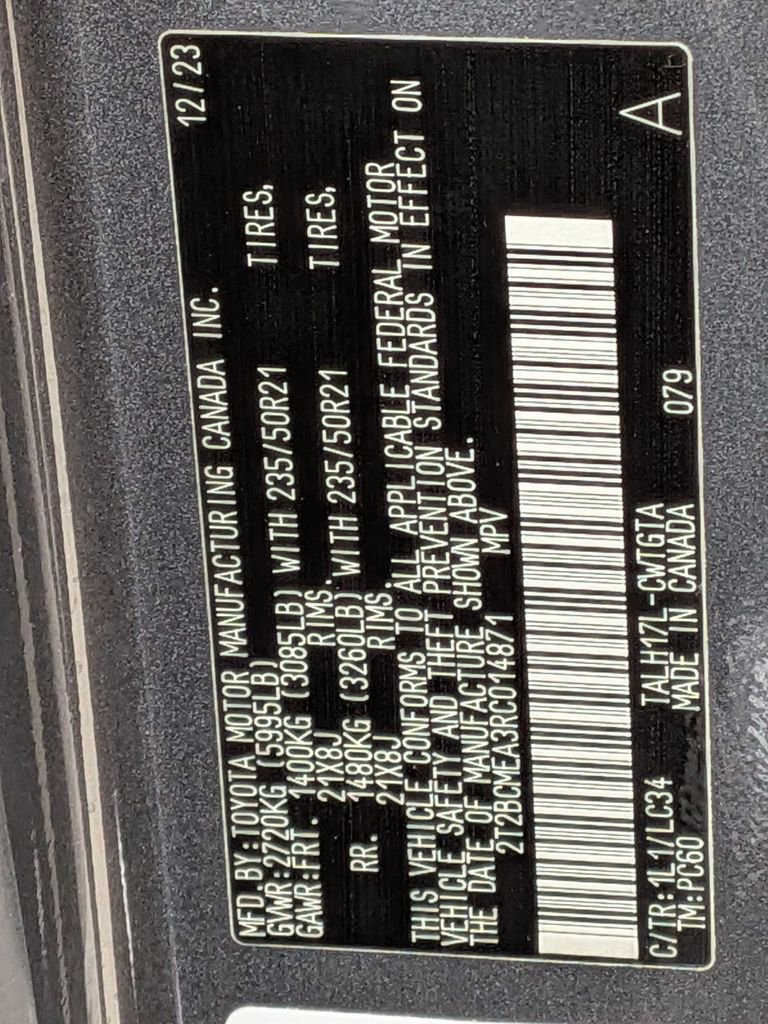 12/23
MFD.BY:TOYOTA MOTOR MANUFACTURING CANADA INC.
GVWR:2720KG (5995LB)
GAWR:FRT. 1400KG (3085LB) WITH 235/50R21 TIRES,
21X8J RIMS.
RR. 1480KG (3260LB) WITH 235/50R21 TIRES,
21X8J RIMS.
THIS VEHICLE CONFORMS TO ALL APPLICABLE FEDERAL MOTOR
VEHICLE SAFETY AND THEFT PREVENTION STANDARDS IN EFFECT ON
THE DATE OF MANUFACTURE SHOWN ABOVE.
2T2BCMEA3RC014871 MPV
C/TR:1L1/LC34 TALH17L-CWTGTA A
TM:PC60 MADE IN CANADA 079